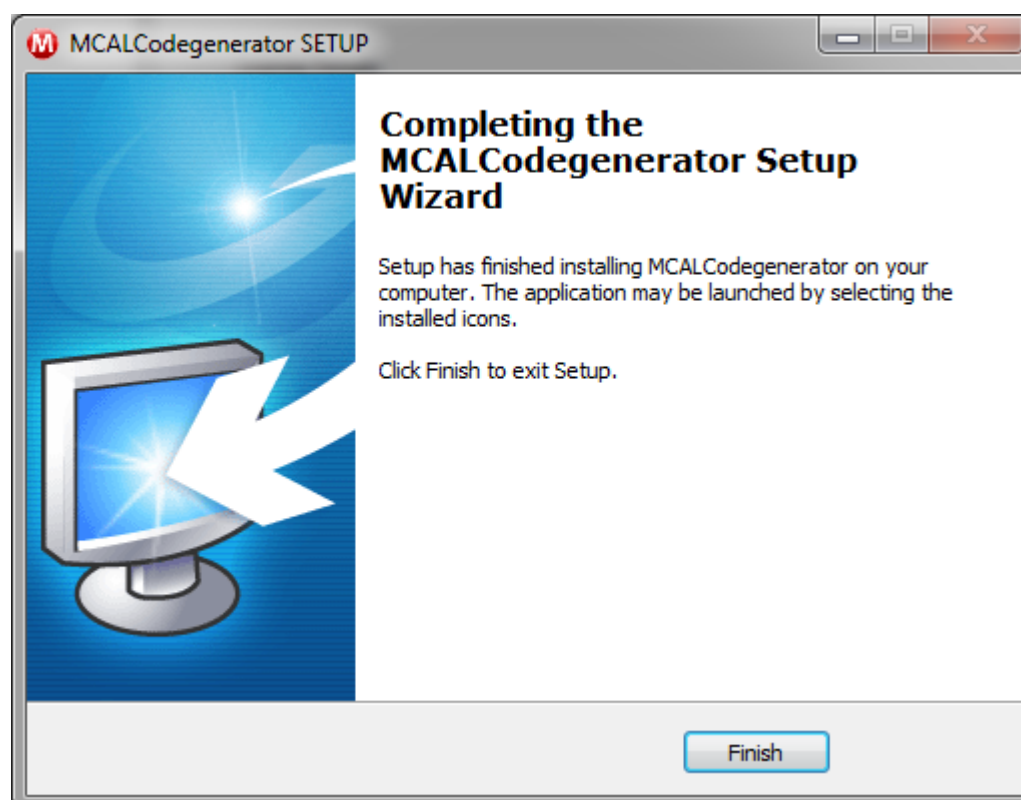 MCALCodegenerator SETUP
Completing the
MCALCodegenerator Setup
Wizard
Setup has finished installing MCALCodegenerator on your
computer. The application may be launched by selecting the
installed icons.
Click Finish to exit Setup.
Finish